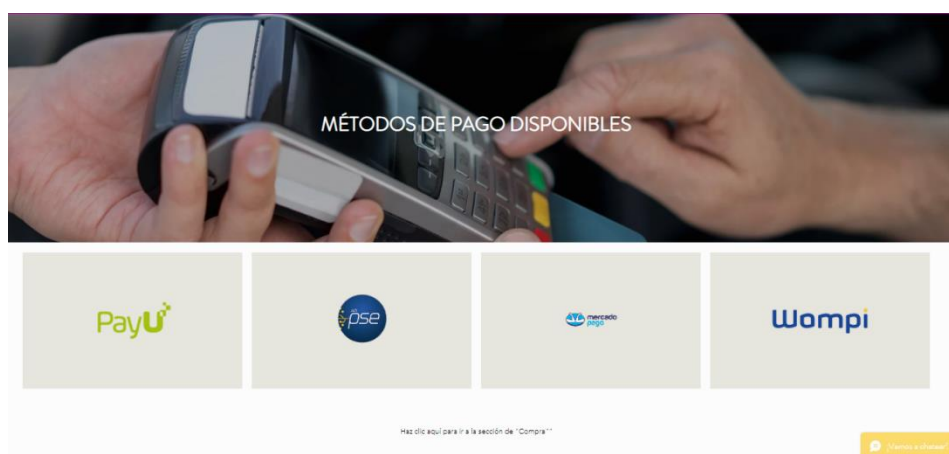 MÉTODOS DE PAGO DISPONIBLES
PayU
pse
mercado
pago
Wompi
Haz clic aquí para ir a la sección de "Compra""
¡Vamos a chatear!